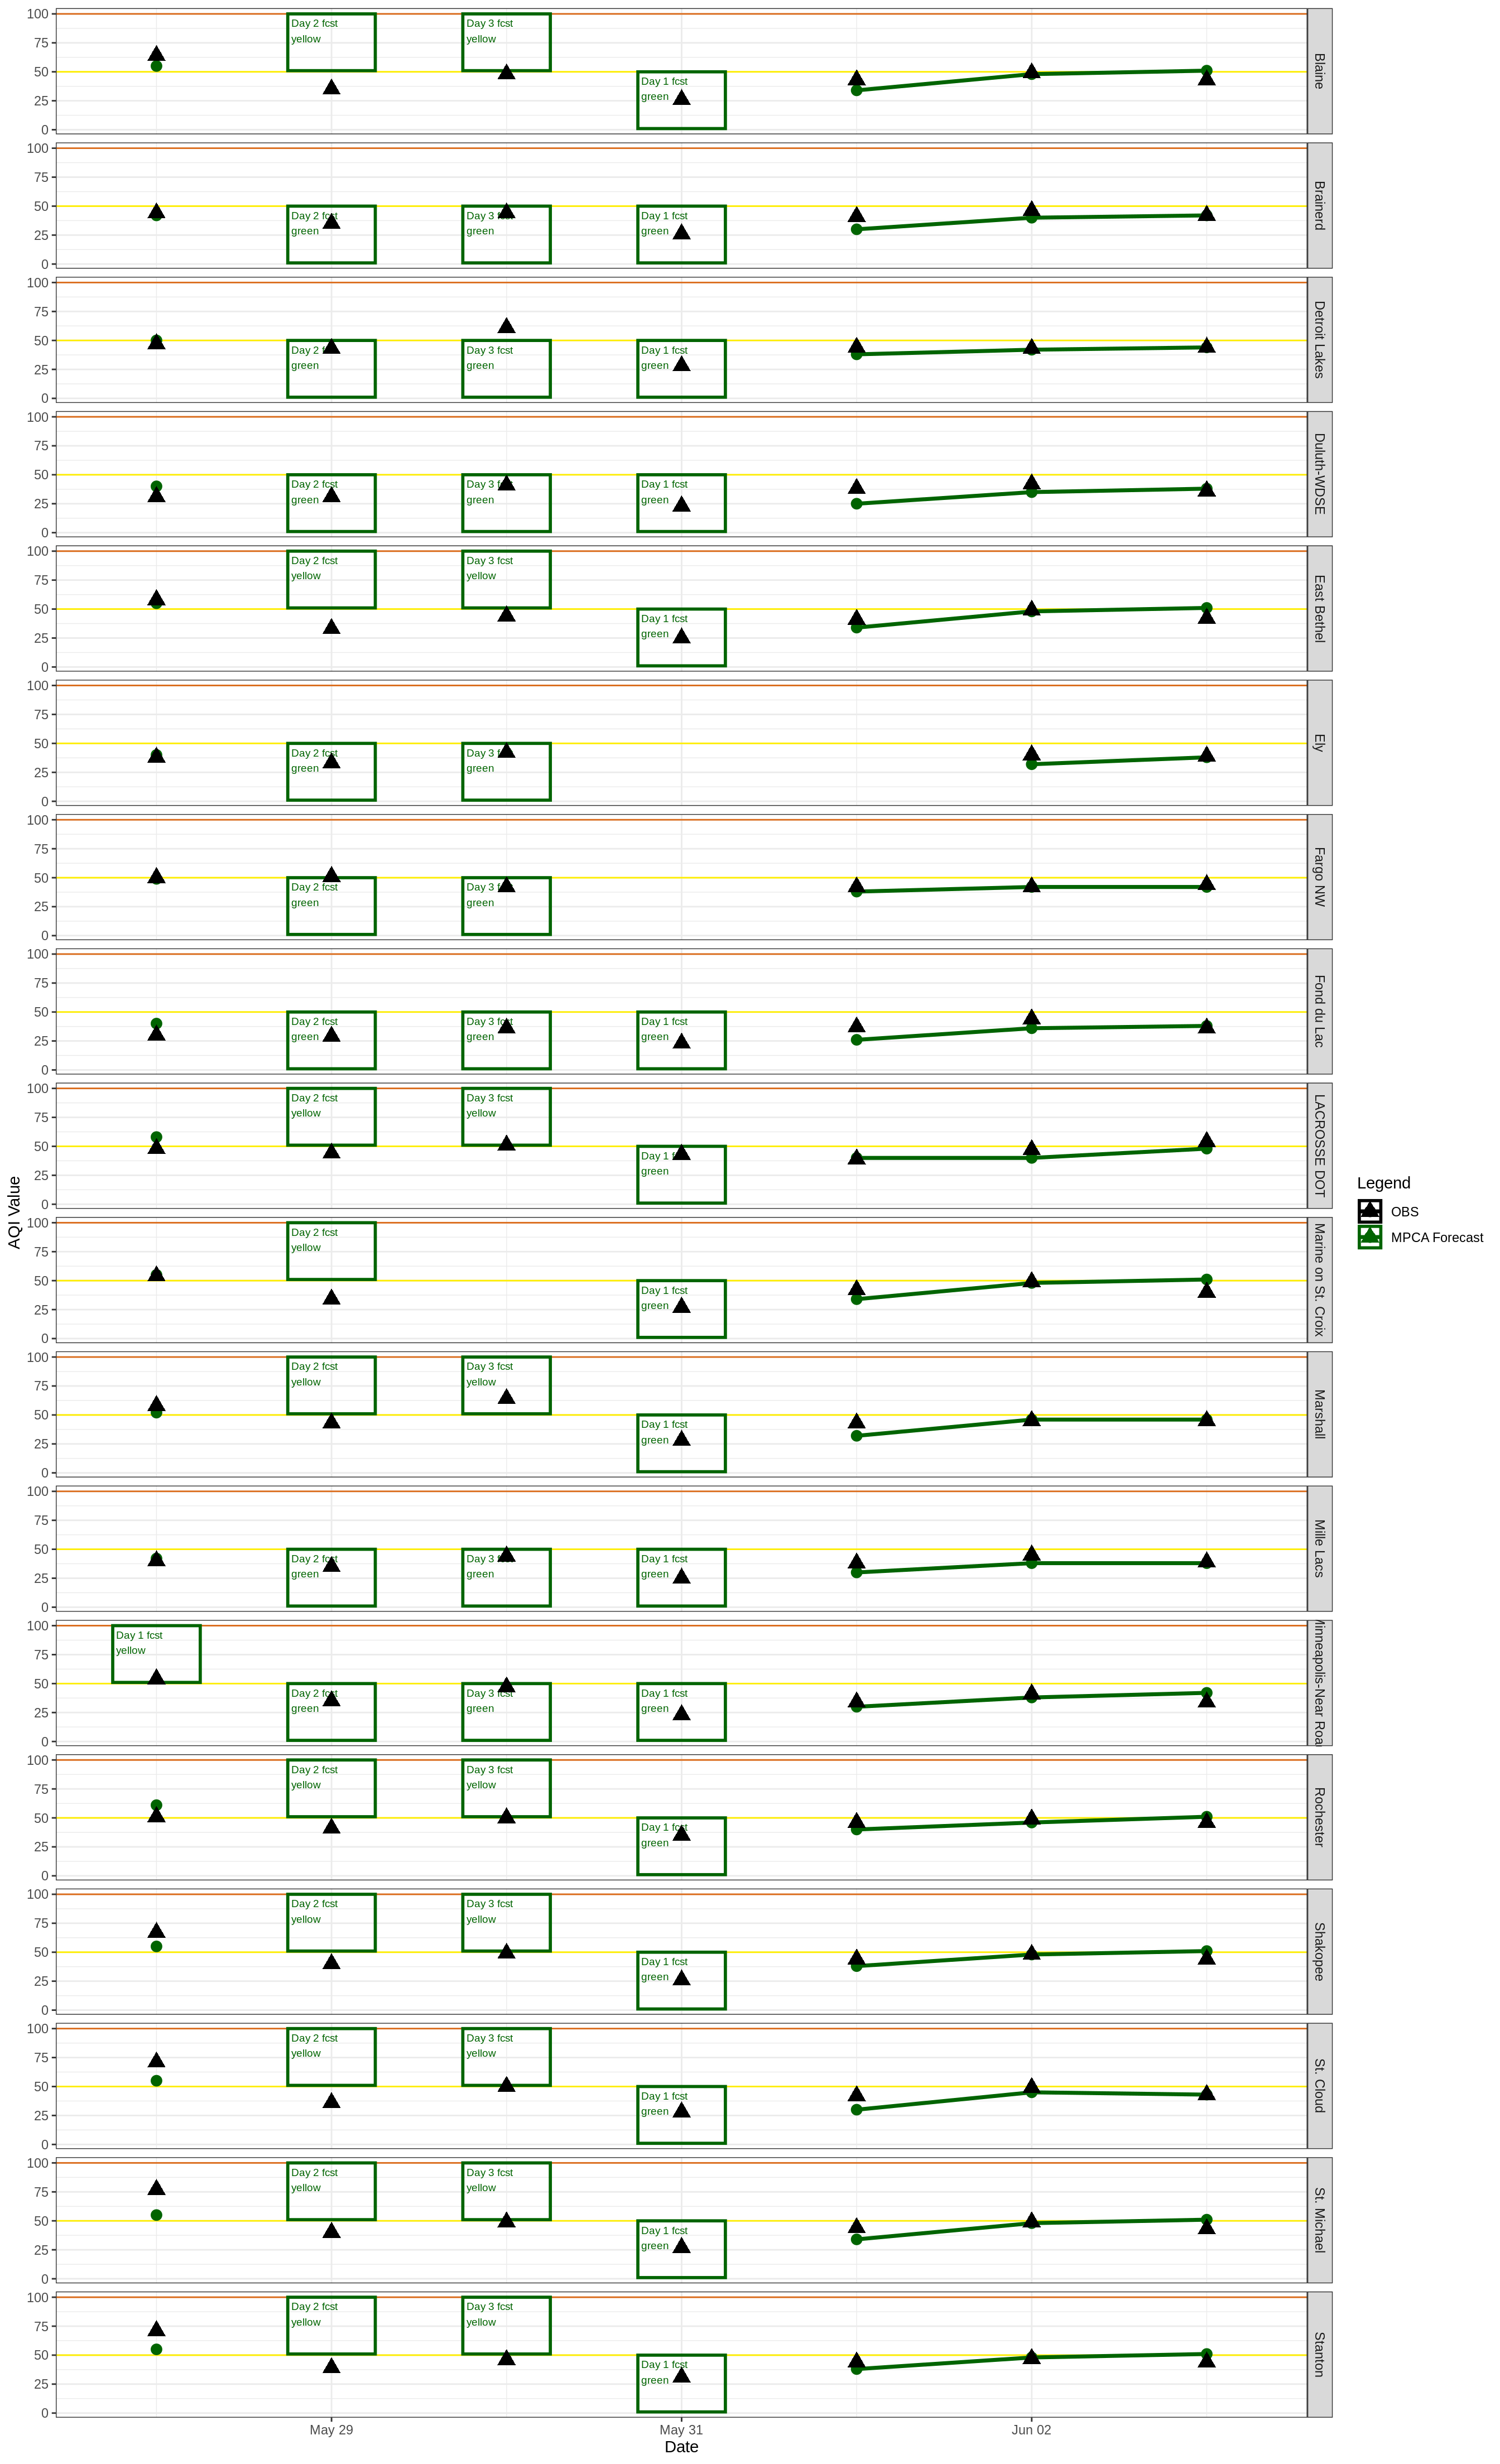 100
75
50
25
0
Day 2 fcst
yellow
Day 3 fcst
yellow
Day 1 fcst
green
Blaine
100
75
50
25
0
Day 2 fcst
green
Day 3 fcst
green
Day 1 fcst
green
Brainerd
100
75
50
25
0
Day 2 fcst
green
Day 3 fcst
green
Day 1 fcst
green
Detroit Lakes
100
75
50
25
0
Day 2 fcst
green
Day 3 fcst
green
Day 1 fcst
green
Duluth-WDSE
100
75
50
25
0
Day 2 fcst
yellow
Day 3 fcst
yellow
Day 1 fcst
green
East Bethel
100
75
50
25
0
Day 2 fcst
green
Day 3 fcst
green
Ely
100
75
50
25
0
Day 2 fcst
green
Day 3 fcst
green
Fargo NW
100
75
50
25
0
Day 2 fcst
green
Day 3 fcst
green
Day 1 fcst
green
Fond du Lac
100
75
50
25
0
Day 2 fcst
yellow
Day 3 fcst
yellow
Day 1 fcst
green
LACROSSE DOT
100
75
50
25
0
Day 2 fcst
yellow
Day 1 fcst
green
Marine on St. Croix
100
75
50
25
0
Day 2 fcst
yellow
Day 3 fcst
yellow
Day 1 fcst
green
Marshall
100
75
50
25
0
Day 2 fcst
green
Day 3 fcst
green
Day 1 fcst
green
Mille Lacs
100
75
50
25
0
Day 1 fcst
yellow
Day 2 fcst
green
Day 3 fcst
green
Day 1 fcst
green
Minneapolis-Near Road
100
75
50
25
0
Day 2 fcst
yellow
Day 3 fcst
yellow
Day 1 fcst
green
Rochester
100
75
50
25
0
Day 2 fcst
yellow
Day 3 fcst
yellow
Day 1 fcst
green
Shakopee
100
75
50
25
0
Day 2 fcst
yellow
Day 3 fcst
yellow
Day 1 fcst
green
St. Cloud
100
75
50
25
0
Day 2 fcst
yellow
Day 3 fcst
yellow
Day 1 fcst
green
St. Michael
100
75
50
25
0
Day 2 fcst
yellow
Day 3 fcst
yellow
Day 1 fcst
green
Stanton
May 29
May 31
Jun 02
Date
AQI Value
Legend
OBS
MPCA Forecast